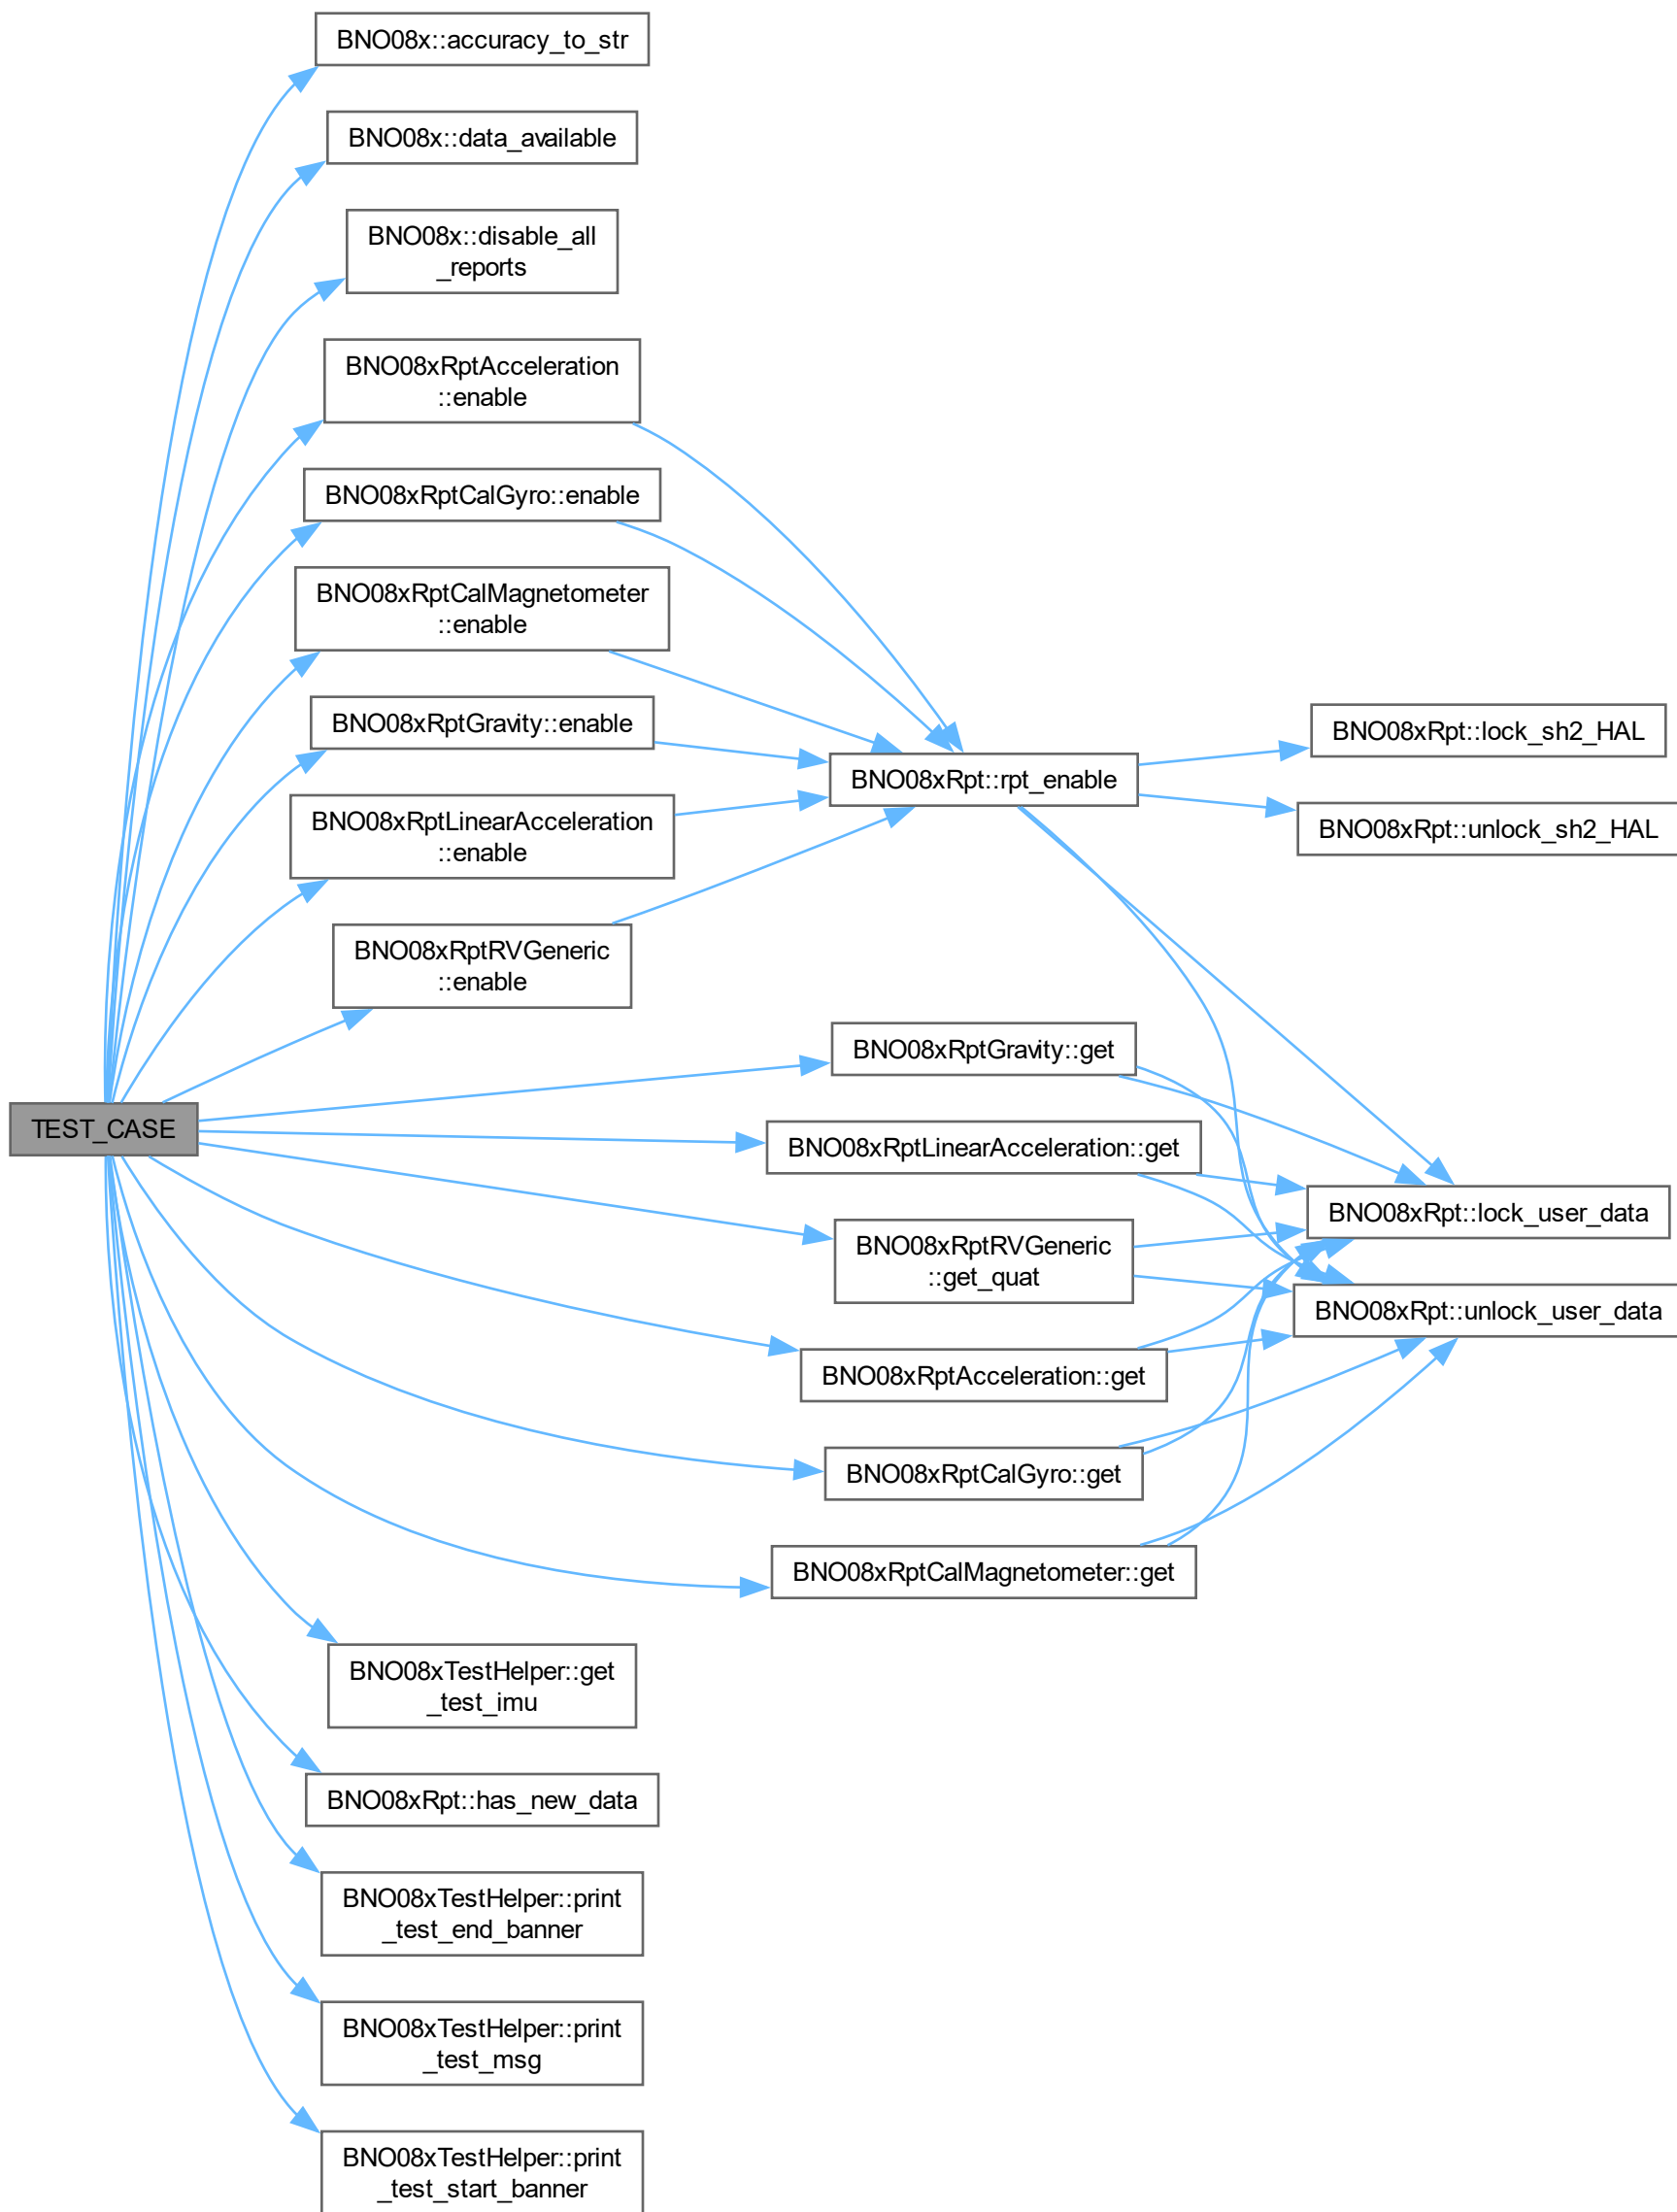 BNO08x::accuracy_to_str
BNO08x::data_available
BNO08x::disable_all
_reports
BNO08xRptAcceleration
::enable
BNO08xRptCalGyro::enable
BNO08xRptCalMagnetometer
::enable
BNO08xRptGravity::enable
BNO08xRptLinearAcceleration
::enable
BNO08xRptRVGeneric
::enable
TEST_CASE
BNO08xRpt::rpt_enable
BNO08xRptGravity::get
BNO08xRptLinearAcceleration::get
BNO08xRptRVGeneric
::get_quat
BNO08xRptAcceleration::get
BNO08xRptCalGyro::get
BNO08xRptCalMagnetometer::get
BNO08xRpt::lock_sh2_HAL
BNO08xRpt::unlock_sh2_HAL
BNO08xRpt::lock_user_data
BNO08xRpt::unlock_user_data
BNO08xTestHelper::get
_test_imu
BNO08xRpt::has_new_data
BNO08xTestHelper::print
_test_end_banner
BNO08xTestHelper::print
_test_msg
BNO08xTestHelper::print
_test_start_banner